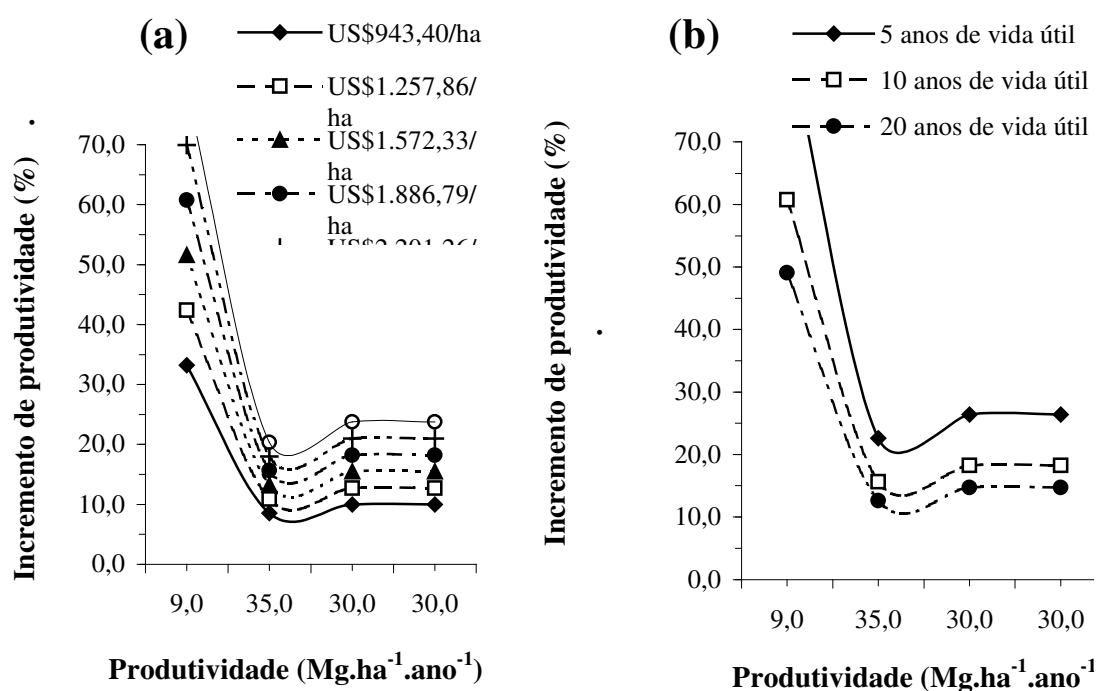 (a)
US$943,40/ha
US$1.257,86/
ha
US$1.572,33/
ha
US$1.886,79/
ha
US$2.201,26/
Incremento de produtividade (%)
70,0
60,0
50,0
40,0
30,0
20,0
10,0
0,0
9,0 35,0 30,0 30,0
Produtividade (Mg.ha⁻¹.ano⁻¹)
(b)
5 anos de vida útil
10 anos de vida útil
20 anos de vida útil
Incremento de produtividade (%)
70,0
60,0
50,0
40,0
30,0
20,0
10,0
0,0
9,0 35,0 30,0 30,0
Produtividade (Mg.ha⁻¹.ano⁻¹